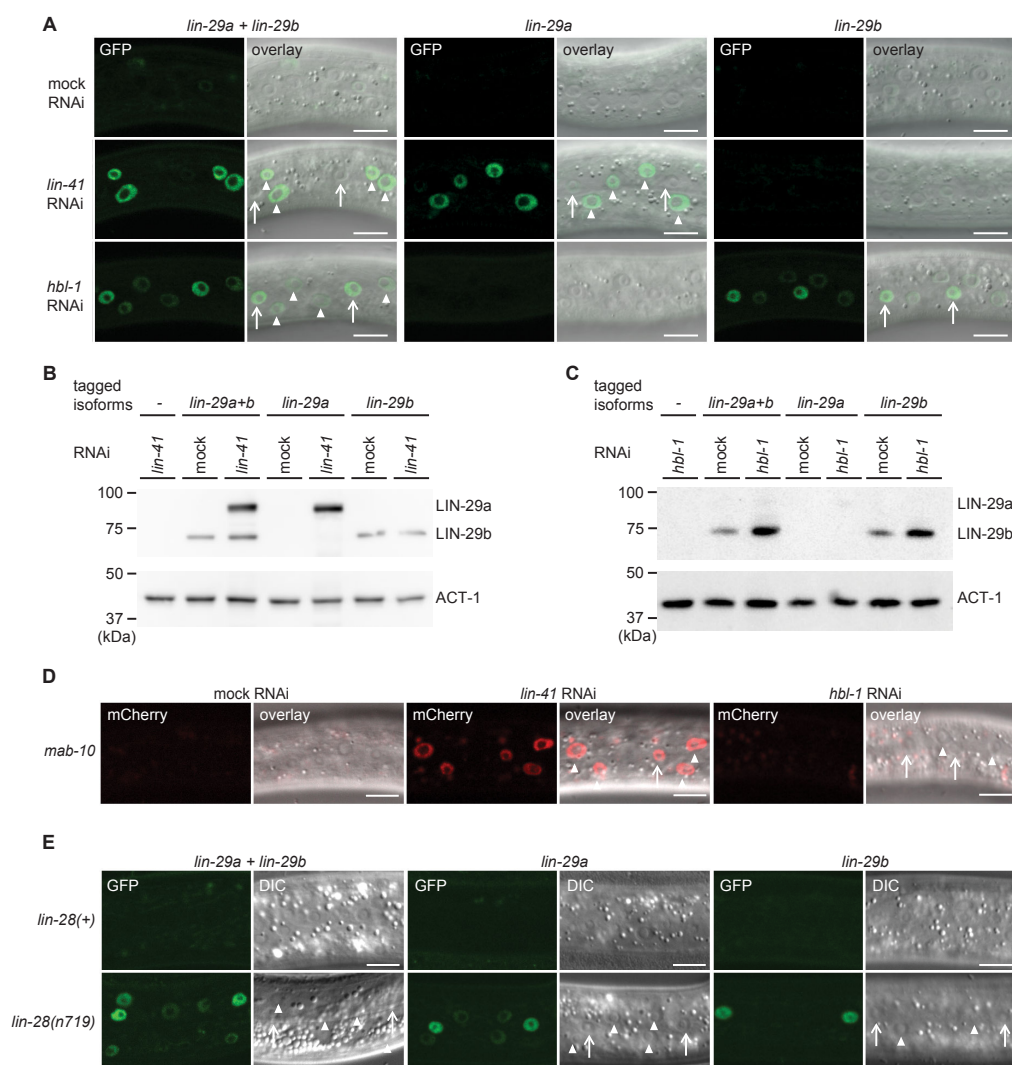 A
lin-29a + lin-29b lin-29a lin-29b
GFP overlay GFP overlay GFP overlay
mock
RNAi
lin-41
RNAi
hbl-1
RNAi
B
tagged
isoforms - lin-29a+b lin-29a lin-29b
RNAi lin-41 mock lin-41 mock lin-41 mock lin-41
100
LIN-29a
75
LIN-29b
50
ACT-1
37
(kDa)
C
tagged
isoforms - lin-29a+b lin-29a lin-29b
RNAi hbl-1 mock hbl-1 mock hbl-1 mock hbl-1
100
LIN-29a
75
LIN-29b
50
ACT-1
37
(kDa)
D
mock RNAi lin-41 RNAi hbl-1 RNAi
mCherry overlay mCherry overlay mCherry overlay
mab-10
E
lin-29a + lin-29b lin-29a lin-29b
GFP DIC GFP DIC GFP DIC
lin-28(+)
lin-28(n719)